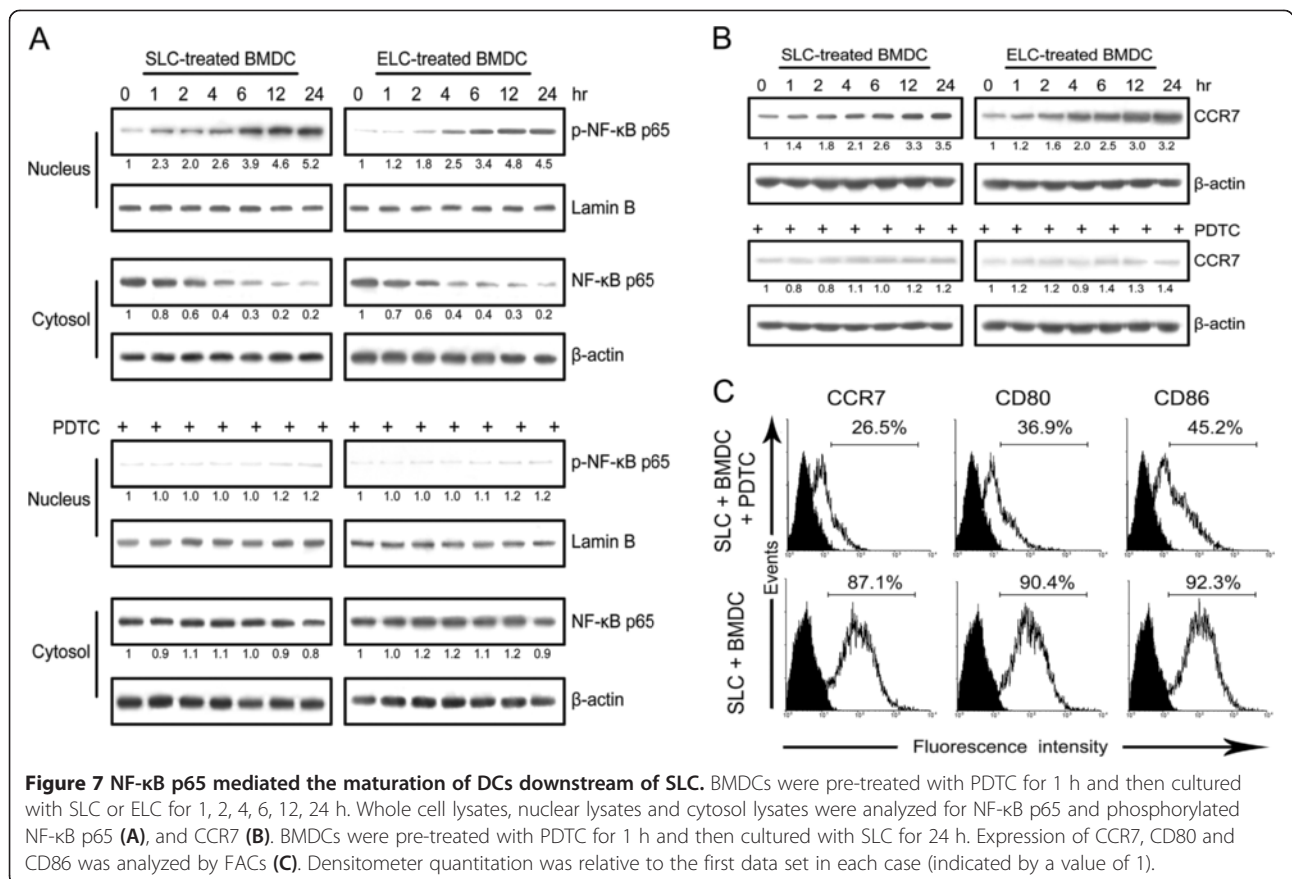 A
SLC-treated BMDC ELC-treated BMDC
0 1 2 4 6 12 24 0 1 2 4 6 12 24 hr
p-NF-κB p65
1 2.3 2.0 2.6 3.9 4.6 5.2 1 1.2 1.8 2.5 3.4 4.8 4.5
Nucleus
Lamin B
NF-κB p65
1 0.8 0.6 0.4 0.3 0.2 0.2 1 0.7 0.6 0.4 0.4 0.3 0.2
Cytosol
β-actin
PDTC + + + + + + + + + + + + + +
p-NF-κB p65
1 1.0 1.0 1.0 1.0 1.2 1.2 1 1.0 1.0 1.0 1.1 1.2 1.2
Nucleus
Lamin B
NF-κB p65
1 0.9 1.1 1.1 1.0 0.9 0.8 1 1.0 1.2 1.2 1.1 1.2 0.9
Cytosol
β-actin
B
SLC-treated BMDC ELC-treated BMDC
0 1 2 4 6 12 24 0 1 2 4 6 12 24 hr
CCR7
1 1.4 1.8 2.1 2.6 3.3 3.5 1 1.2 1.6 2.0 2.5 3.0 3.2
β-actin
+ + + + + + + + + + + + + + PDTC
CCR7
1 0.8 0.8 1.1 1.0 1.2 1.2 1 1.2 1.2 0.9 1.4 1.3 1.4
β-actin
C
CCR7 CD80 CD86
SLC + BMDC + PDTC
26.5% 36.9% 45.2%
Events
SLC + BMDC
87.1% 90.4% 92.3%
Fluorescence intensity
Figure 7 NF-κB p65 mediated the maturation of DCs downstream of SLC. BMDCs were pre-treated with PDTC for 1 h and then cultured
with SLC or ELC for 1, 2, 4, 6, 12, 24 h. Whole cell lysates, nuclear lysates and cytosol lysates were analyzed for NF-κB p65 and phosphorylated
NF-κB p65 (A), and CCR7 (B). BMDCs were pre-treated with PDTC for 1 h and then cultured with SLC for 24 h. Expression of CCR7, CD80 and
CD86 was analyzed by FACs (C). Densitometer quantitation was relative to the first data set in each case (indicated by a value of 1).